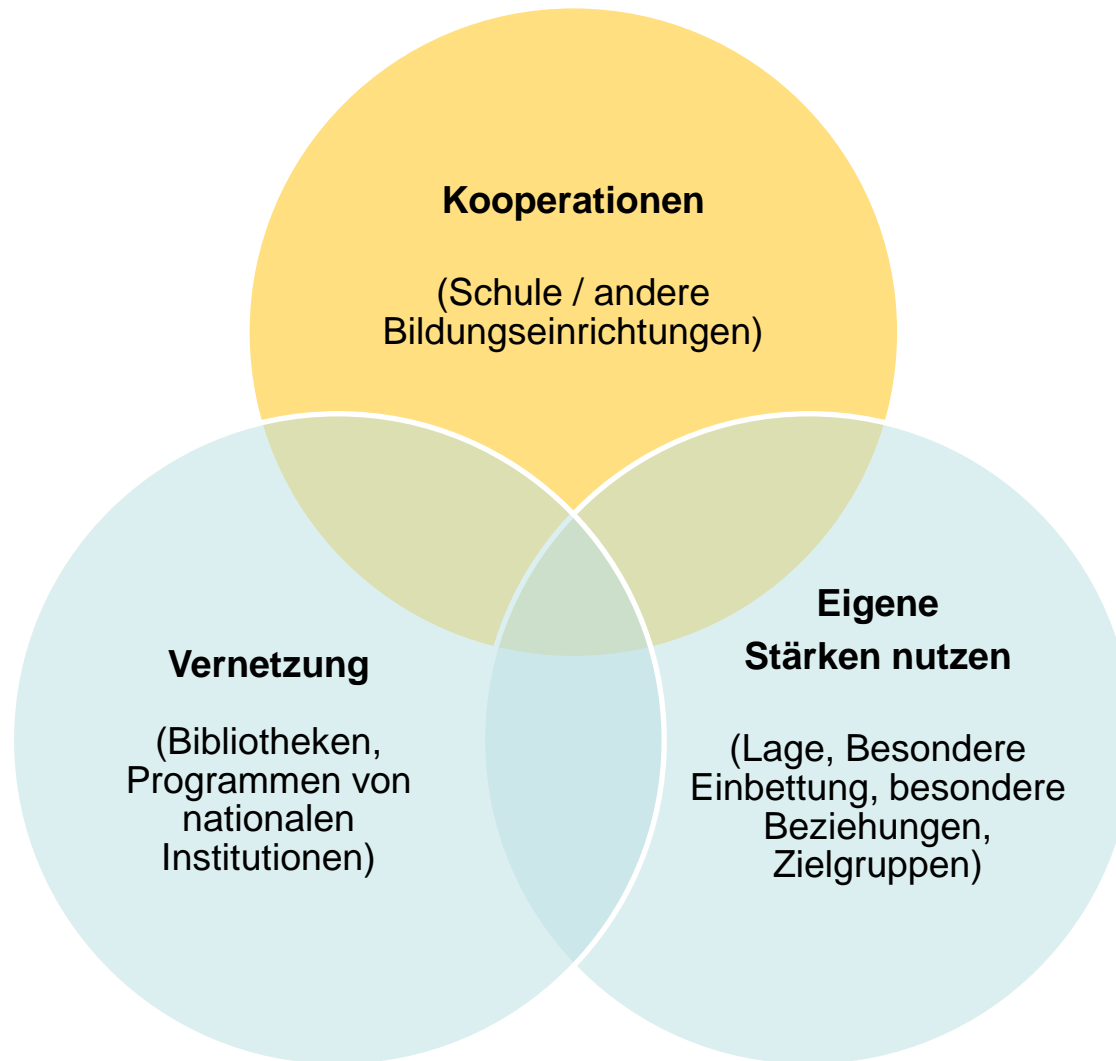 Kooperationen
(Schule / andere
Bildungseinrichtungen)
Vernetzung
(Bibliotheken,
Programmen von
nationalen
Institutionen)
Eigene
Stärken nutzen
(Lage, Besondere
Einbettung, besondere
Beziehungen,
Zielgruppen)